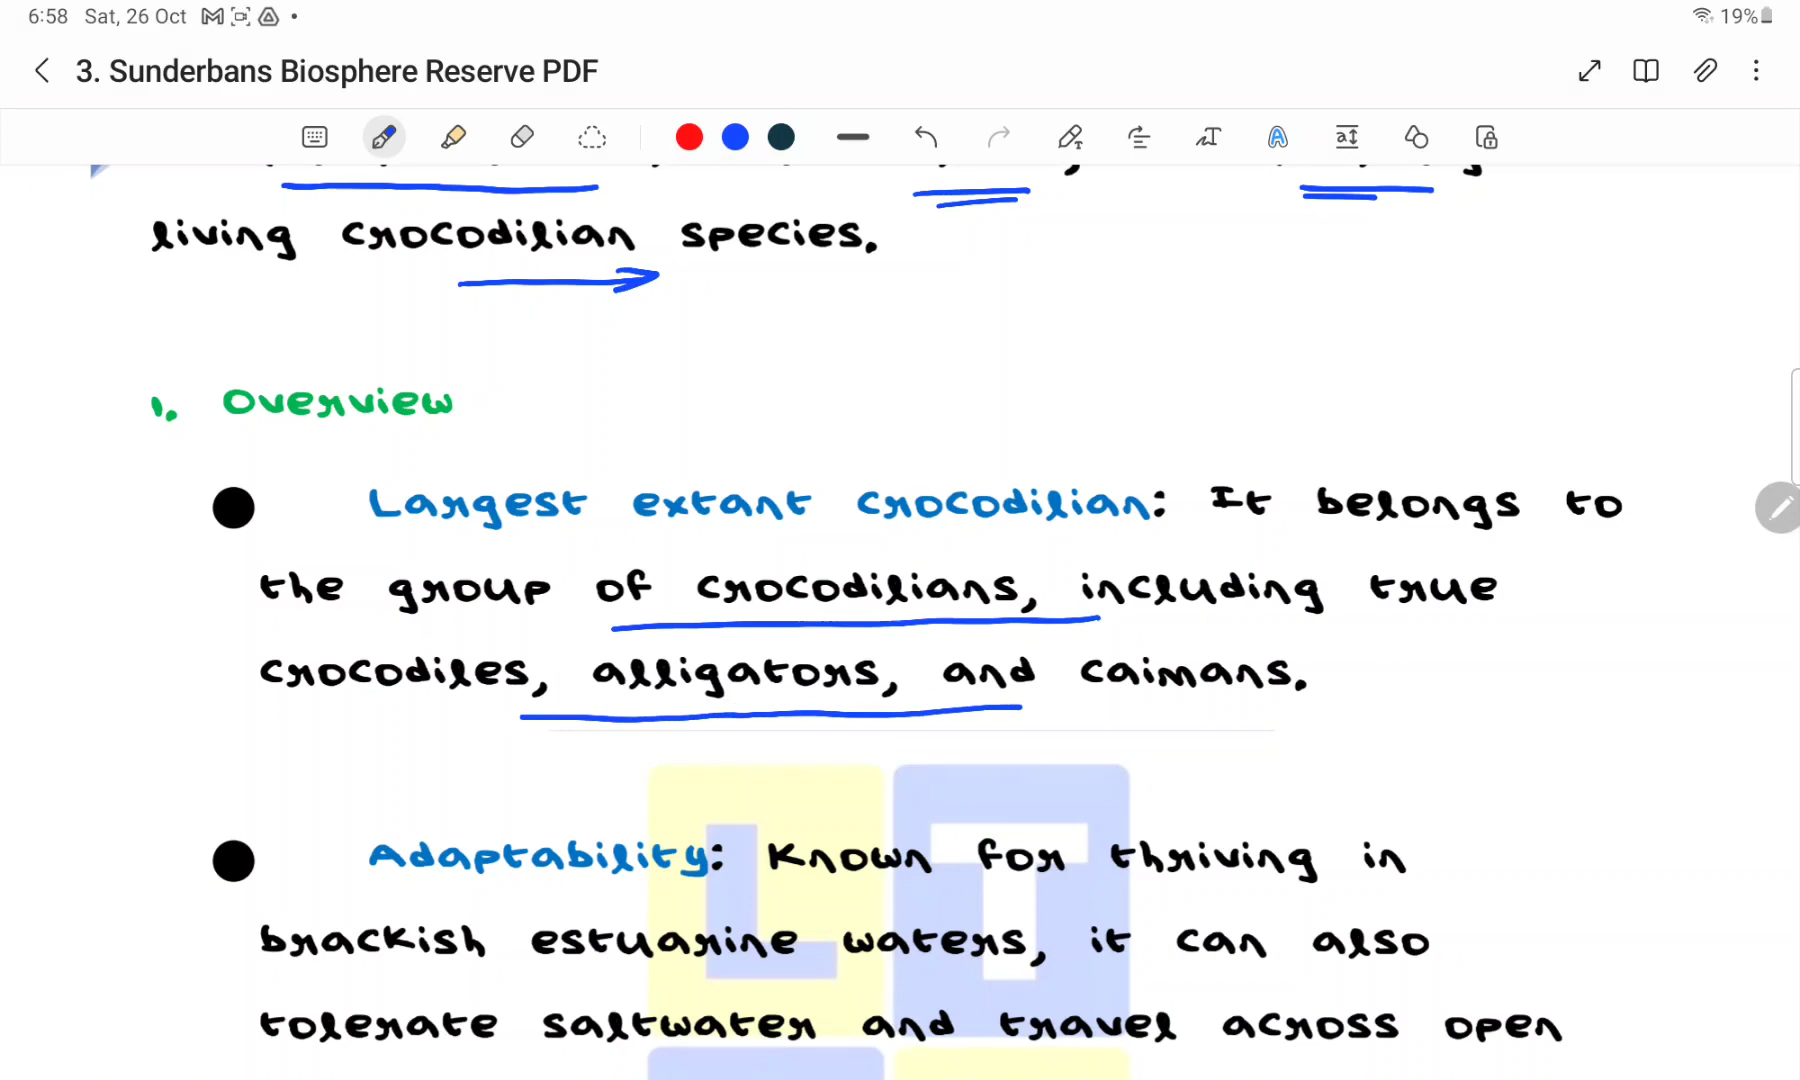 6:58 Sat, 26 Oct
19%
3. Sunderbans Biosphere Reserve PDF
living crocodilian species.
1. Overview
Largest extant crocodilian: It belongs to
the group of crocodilians, including true
crocodiles, alligators, and caimans.
Adaptability: Known for thriving in
brackish estuarine waters, it can also
tolerate saltwater and travel across open